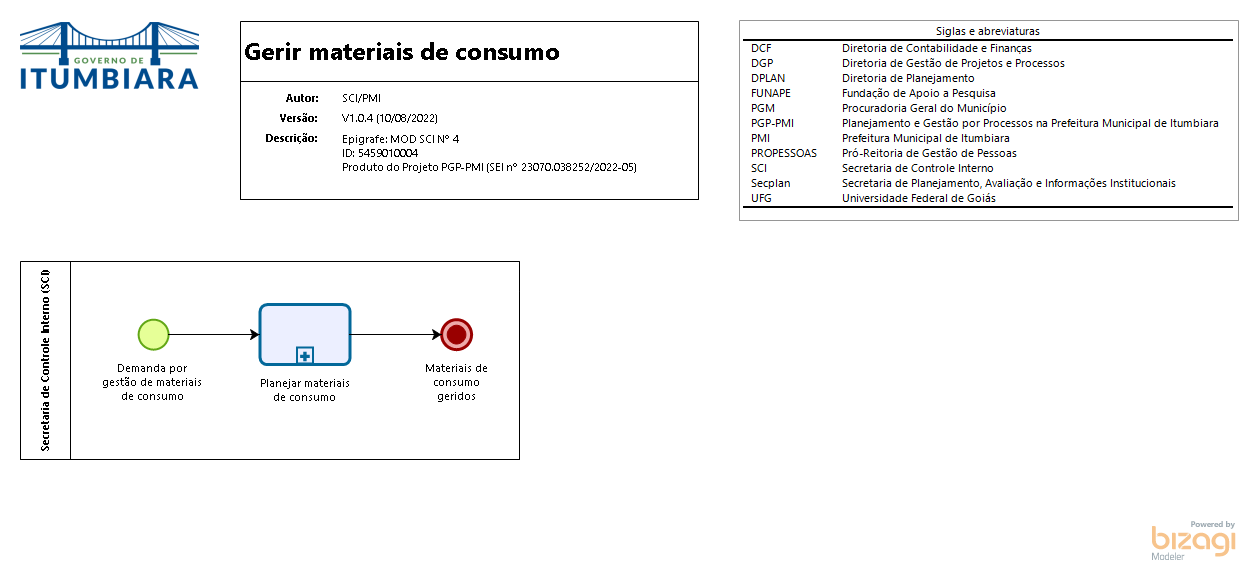 GOVERNO DE
ITUMBIARA
Gerir materiais de consumo
Autor: SCI/PMI
Versão: V1.0.4 (10/08/2022)
Descrição: Epigrafe: MOD SCI Nº 4
ID: 5459010004
Produto do Projeto PGP-PMI (SEI nº 23070.038252/2022-05)
Siglas e abreviaturas
DCF Diretoria de Contabilidade e Finanças
DGP Diretoria de Gestão de Projetos e Processos
DPLAN Diretoria de Planejamento
FUNAPE Fundação de Apoio a Pesquisa
PGM Procuradoria Geral do Município
PGP-PMI Planejamento e Gestão por Processos na Prefeitura Municipal de Itumbiara
PMI Prefeitura Municipal de Itumbiara
PROPESSOAS Pró-Reitoria de Gestão de Pessoas
SCI Secretaria de Controle Interno
Secplan Secretaria de Planejamento, Avaliação e Informações Institucionais
UFG Universidade Federal de Goiás
Secretaria de Controle Interno (SCI)
Demanda por
gestão de materiais
de consumo
Planejar materiais
de consumo
Materiais de
consumo
geridos
Powered by
bizagi
Modeler